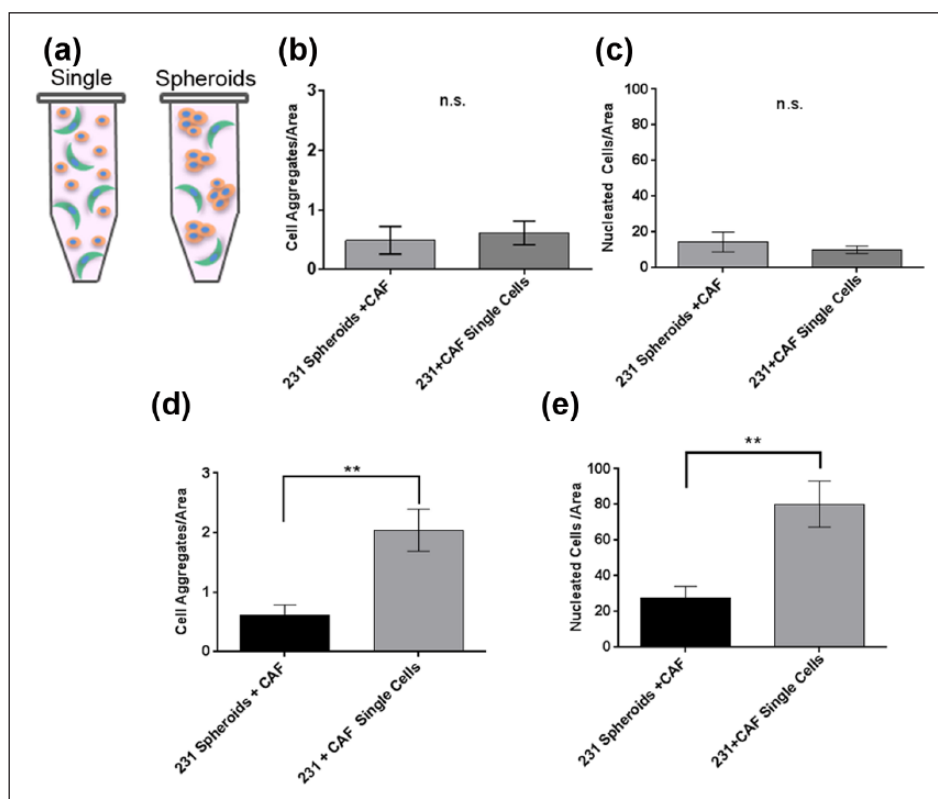 (a)
Single Spheroids
(b)
3
2
1
0
Cell Aggregates/Area
n.s.
231 Spheroids +CAF
231+CAF Single Cells
(c)
100
80
60
40
20
0
Nucleated Cells/Area
n.s.
231 Spheroids +CAF
231+CAF Single Cells
(d)
3
2
1
0
Cell Aggregates/Area
**
231 Spheroids + CAF
231 + CAF Single Cells
(e)
100
80
60
40
20
0
Nucleated Cells /Area
**
231 Spheroids +CAF
231+CAF Single Cells